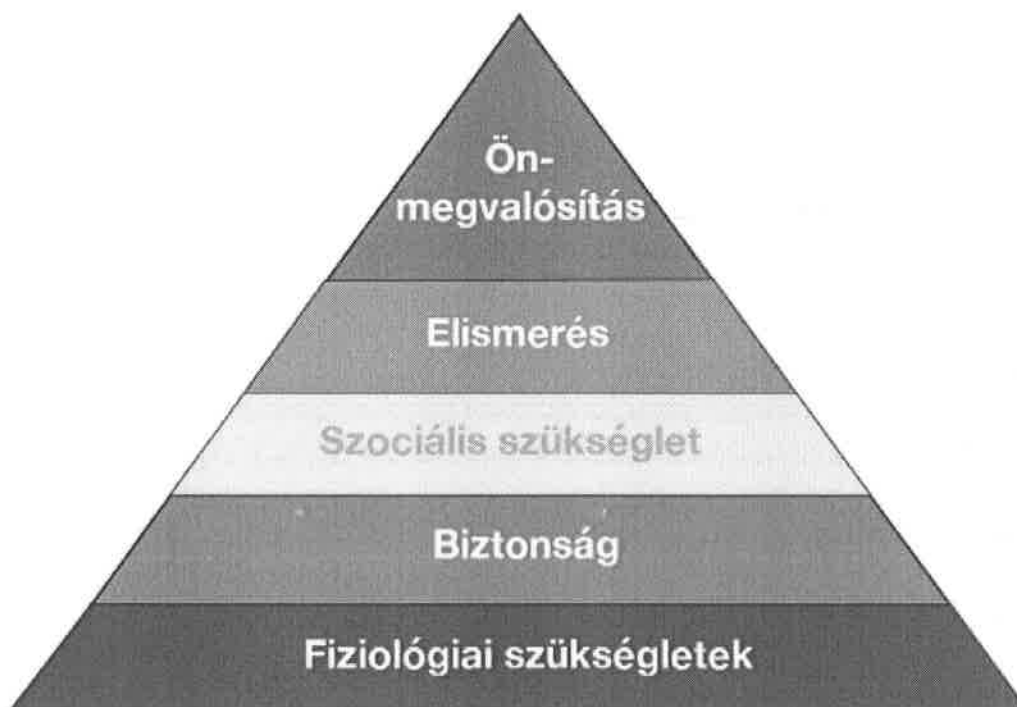 Ön-
megvalósítás
Elismerés
Szociális szükséglet
Biztonság
Fiziológiai szükségletek